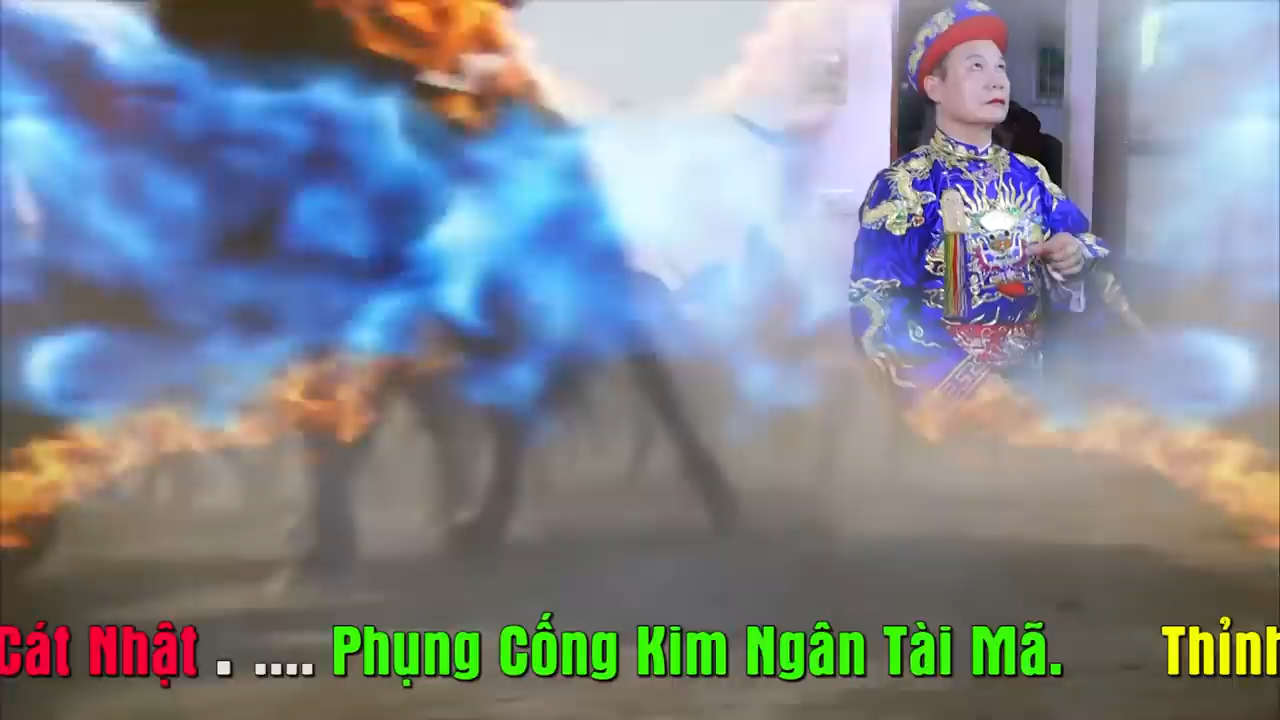 Cát Nhật . .... Phụng Cống Kim Ngân Tài Mã. Thỉnh